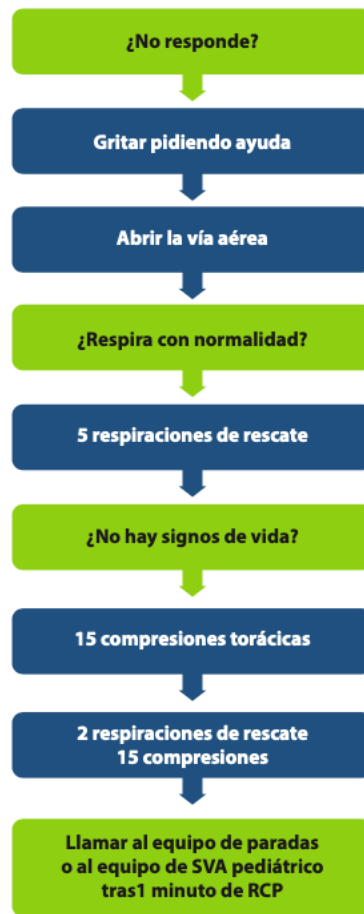 ¿No responde?
Gritar pidiendo ayuda
Abrir la vía aérea
¿Respira con normalidad?
5 respiraciones de rescate
¿No hay signos de vida?
15 compresiones torácicas
2 respiraciones de rescate
15 compresiones
Llamar al equipo de paradas
o al equipo de SVA pediátrico
tras1 minuto de RCP